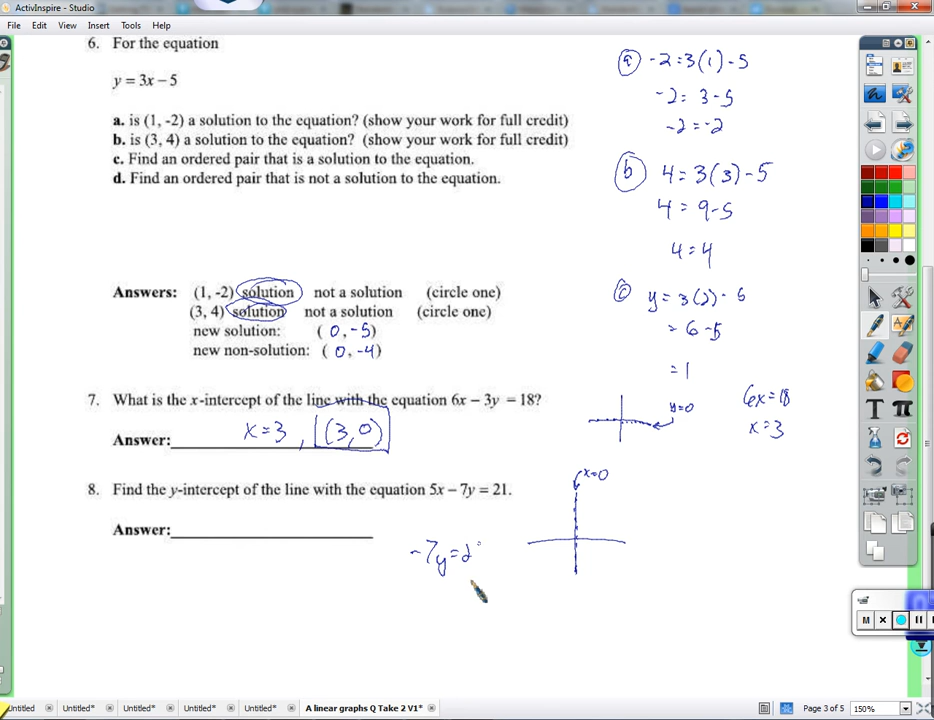 ActivInspire - Studio
File Edit View Insert Tools Help
6. For the equation
y = 3x – 5
a. is (1, -2) a solution to the equation? (show your work for full credit)
b. is (3, 4) a solution to the equation? (show your work for full credit)
c. Find an ordered pair that is a solution to the equation.
d. Find an ordered pair that is not a solution to the equation.
a -2=3(1)-5
-2= 3-5
-2=-2
b 4=3(3)-5
4= 9-5
4=4
c y=3(2)-5
= 6-5
=1
Answers: (1, -2) solution not a solution (circle one)
(3, 4) solution not a solution (circle one)
new solution: ( 0,-5)
new non-solution: ( 0,-4)
7. What is the x-intercept of the line with the equation 6x – 3y = 18?
Answer: x=3, (3,0)
y=0
6x=18
x=3
8. Find the y-intercept of the line with the equation 5x – 7y = 21.
Answer:
x=0
-7y=2
T π
M × II
Untitled Untitled* Untitled* Untitled* Untitled* A linear graphs Q Take 2 V1* Page 3 of 5 150%